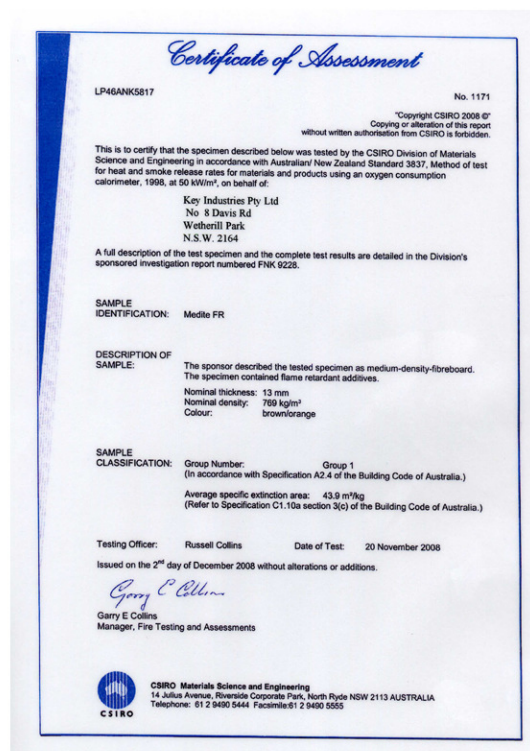 Certificate of Assessment
LP46ANK5817
No. 1171
"Copyright CSIRO 2008 ©"
Copying or alteration of this report
without written authorisation from CSIRO is forbidden.
This is to certify that the specimen described below was tested by the CSIRO Division of Materials
Science and Engineering in accordance with Australian/ New Zealand Standard 3837, Method of test
for heat and smoke release rates for materials and products using an oxygen consumption
calorimeter, 1998, at 50 kW/m², on behalf of:
Key Industries Pty Ltd
No 8 Davis Rd
Wetherill Park
N.S.W. 2164
A full description of the test specimen and the complete test results are detailed in the Division's
sponsored investigation report numbered FNK 9228.
SAMPLE
IDENTIFICATION: Medite FR
DESCRIPTION OF
SAMPLE: The sponsor described the tested specimen as medium-density-fibreboard.
The specimen contained flame retardant additives.
Nominal thickness: 13 mm
Nominal density: 769 kg/m³
Colour: brown/orange
SAMPLE
CLASSIFICATION: Group Number: Group 1
(In accordance with Specification A2.4 of the Building Code of Australia.)
Average specific extinction area: 43.9 m²/kg
(Refer to Specification C1.10a section 3(c) of the Building Code of Australia.)
Testing Officer: Russell Collins Date of Test: 20 November 2008
Issued on the 2nd day of December 2008 without alterations or additions.
Garry E Collins
Garry E Collins
Manager, Fire Testing and Assessments
CSIRO Materials Science and Engineering
14 Julius Avenue, Riverside Corporate Park, North Ryde NSW 2113 AUSTRALIA
Telephone: 61 2 9490 5444 Facsimile:61 2 9490 5555
CSIRO